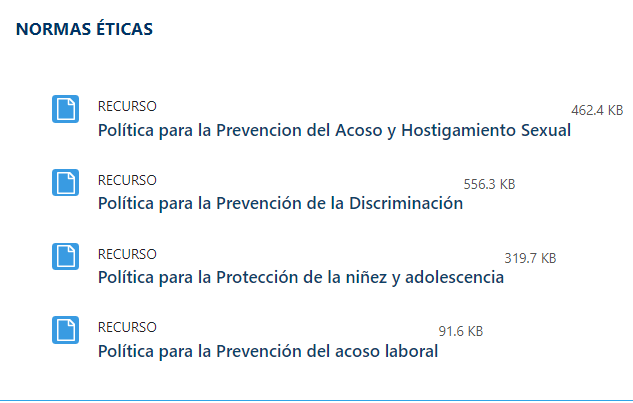 NORMAS ÉTICAS
RECURSO
462.4 KB
Política para la Prevencion del Acoso y Hostigamiento Sexual
RECURSO
556.3 KB
Política para la Prevención de la Discriminación
RECURSO
319.7 KB
Política para la Protección de la niñez y adolescencia
RECURSO
91.6 KB
Política para la Prevención del acoso laboral